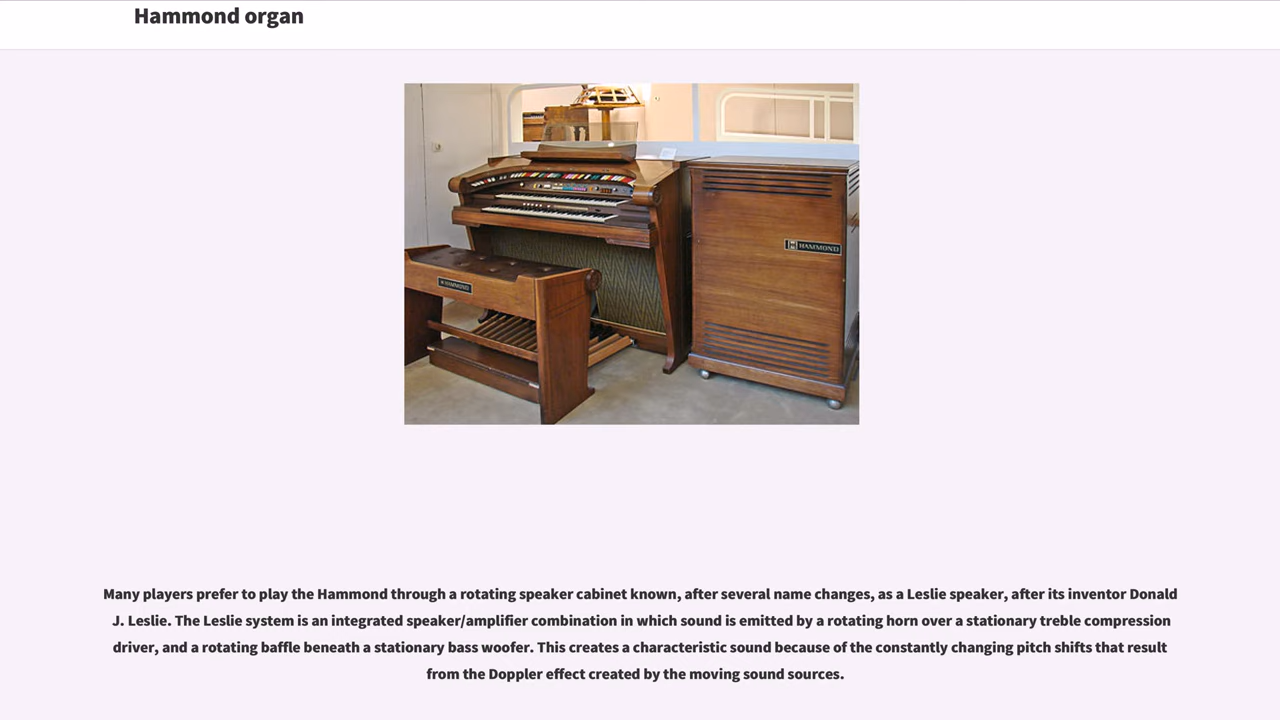 Hammond organ
HAMMOND
HAMMOND
Many players prefer to play the Hammond through a rotating speaker cabinet known, after several name changes, as a Leslie speaker, after its inventor Donald
J. Leslie. The Leslie system is an integrated speaker/amplifier combination in which sound is emitted by a rotating horn over a stationary treble compression
driver, and a rotating baffle beneath a stationary bass woofer. This creates a characteristic sound because of the constantly changing pitch shifts that result
from the Doppler effect created by the moving sound sources.